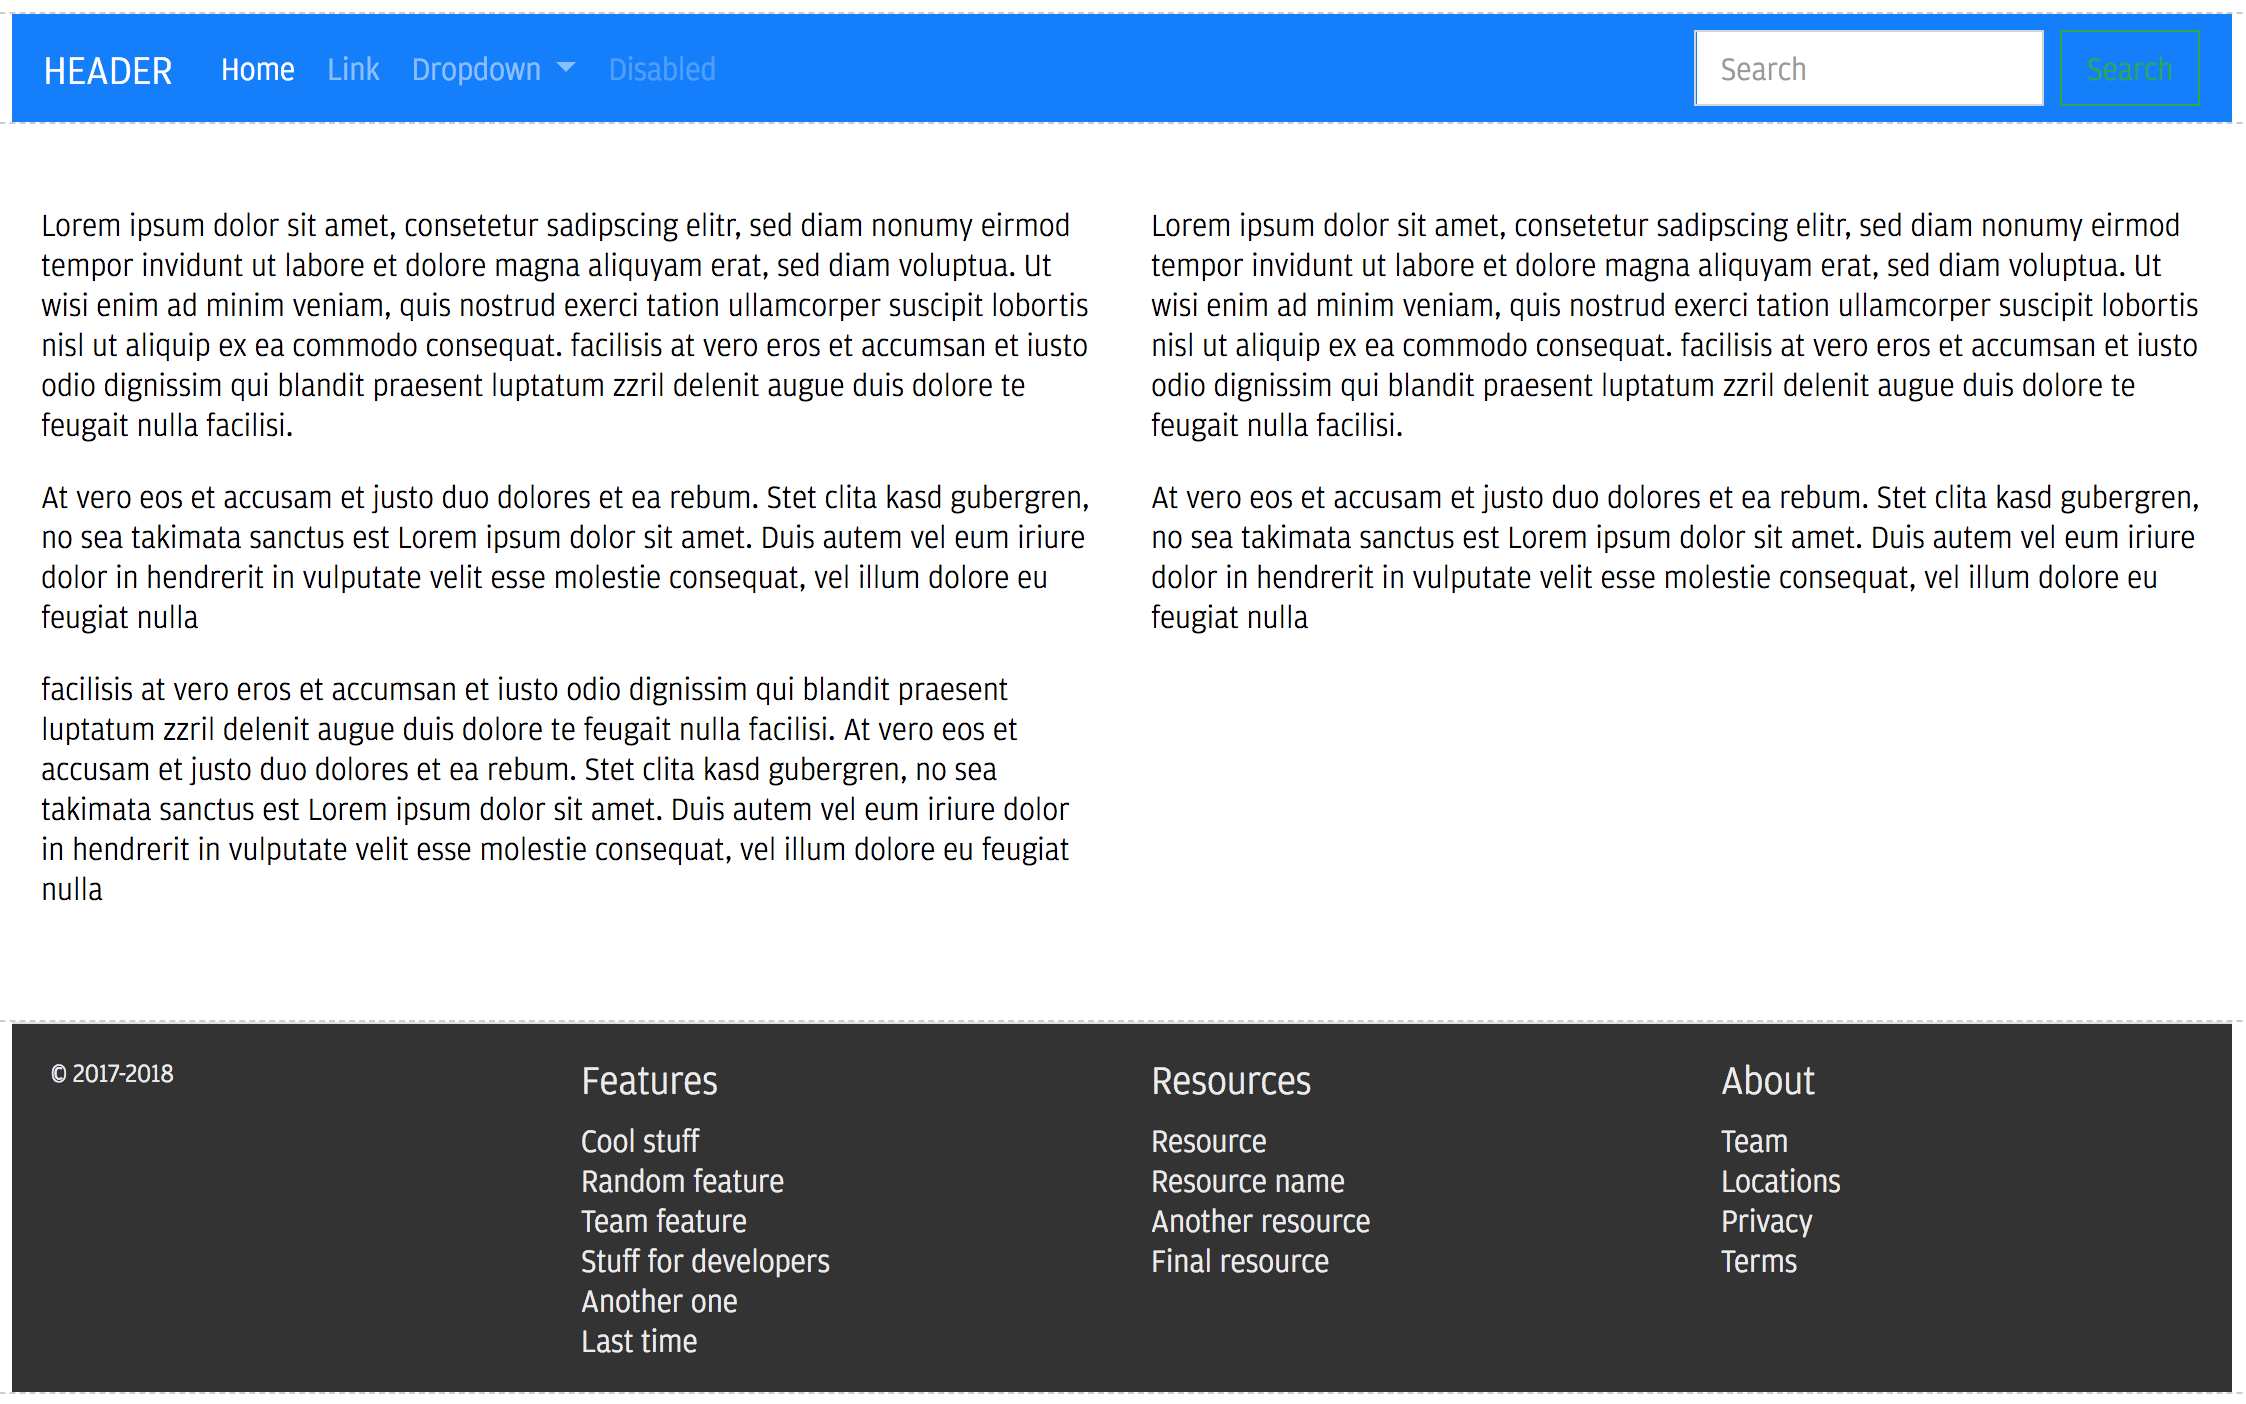 HEADER Home Link Dropdown Disabled Search Search
Lorem ipsum dolor sit amet, consetetur sadipscing elitr, sed diam nonumy eirmod
tempor invidunt ut labore et dolore magna aliquyam erat, sed diam voluptua. Ut
wisi enim ad minim veniam, quis nostrud exerci tation ullamcorper suscipit lobortis
nisl ut aliquip ex ea commodo consequat. facilisis at vero eros et accumsan et iusto
odio dignissim qui blandit praesent luptatum zzril delenit augue duis dolore te
feugait nulla facilisi.
At vero eos et accusam et justo duo dolores et ea rebum. Stet clita kasd gubergren,
no sea takimata sanctus est Lorem ipsum dolor sit amet. Duis autem vel eum iriure
dolor in hendrerit in vulputate velit esse molestie consequat, vel illum dolore eu
feugiat nulla
facilisis at vero eros et accumsan et iusto odio dignissim qui blandit praesent
luptatum zzril delenit augue duis dolore te feugait nulla facilisi. At vero eos et
accusam et justo duo dolores et ea rebum. Stet clita kasd gubergren, no sea
takimata sanctus est Lorem ipsum dolor sit amet. Duis autem vel eum iriure dolor
in hendrerit in vulputate velit esse molestie consequat, vel illum dolore eu feugiat
nulla
Lorem ipsum dolor sit amet, consetetur sadipscing elitr, sed diam nonumy eirmod
tempor invidunt ut labore et dolore magna aliquyam erat, sed diam voluptua. Ut
wisi enim ad minim veniam, quis nostrud exerci tation ullamcorper suscipit lobortis
nisl ut aliquip ex ea commodo consequat. facilisis at vero eros et accumsan et iusto
odio dignissim qui blandit praesent luptatum zzril delenit augue duis dolore te
feugait nulla facilisi.
At vero eos et accusam et justo duo dolores et ea rebum. Stet clita kasd gubergren,
no sea takimata sanctus est Lorem ipsum dolor sit amet. Duis autem vel eum iriure
dolor in hendrerit in vulputate velit esse molestie consequat, vel illum dolore eu
feugiat nulla
© 2017-2018
Features
Cool stuff
Random feature
Team feature
Stuff for developers
Another one
Last time
Resources
Resource
Resource name
Another resource
Final resource
About
Team
Locations
Privacy
Terms